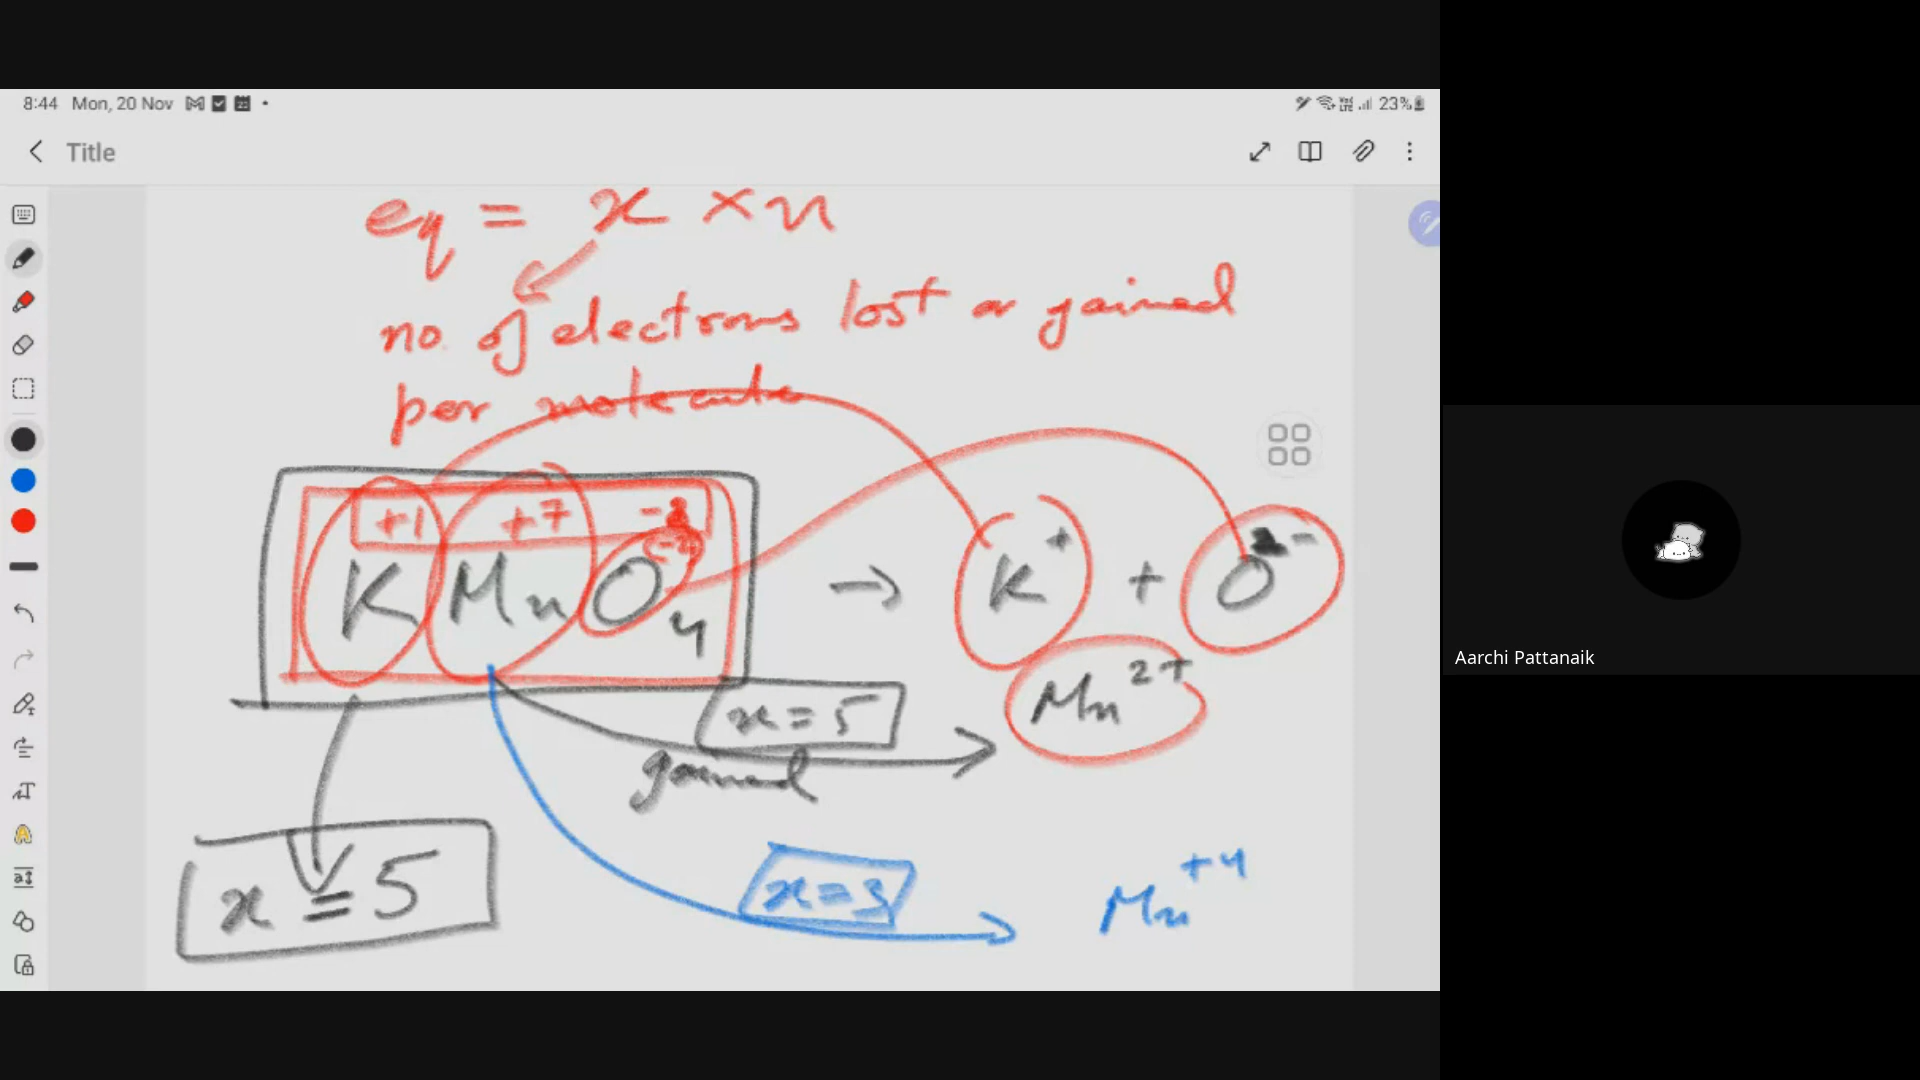 8:44 Mon, 20 Nov
23%
Title
eq = x × n
no. of electrons lost or gained
per molecule
+1 +7 -2
KMnO4 → K+ + O2-
Mn2+
x = 5
gained
x = 5
x = 3
Mn+4
Aarchi Pattanaik